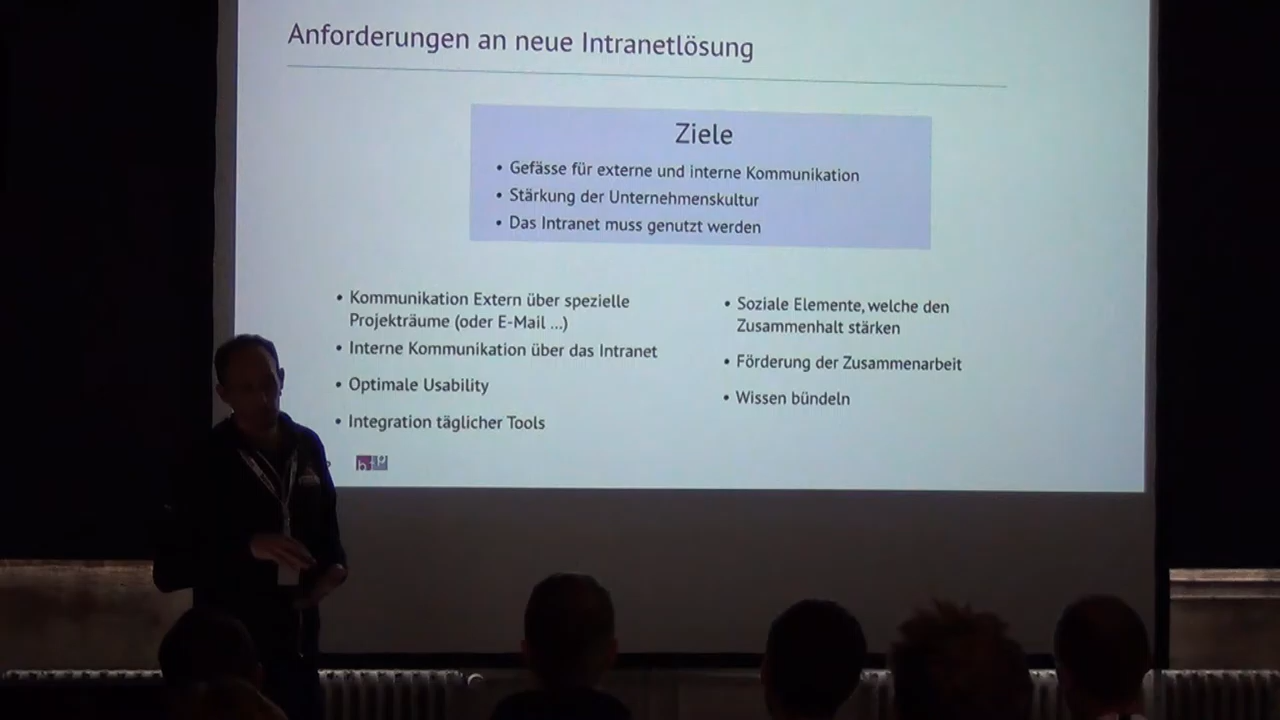 Anforderungen an neue Intranetlösung
Ziele
• Gefässe für externe und interne Kommunikation
• Stärkung der Unternehmenskultur
• Das Intranet muss genutzt werden
• Kommunikation Extern über spezielle
Projekträume (oder E-Mail ...)
• Interne Kommunikation über das Intranet
• Optimale Usability
• Integration täglicher Tools
• Soziale Elemente, welche den
Zusammenhalt stärken
• Förderung der Zusammenarbeit
• Wissen bündeln